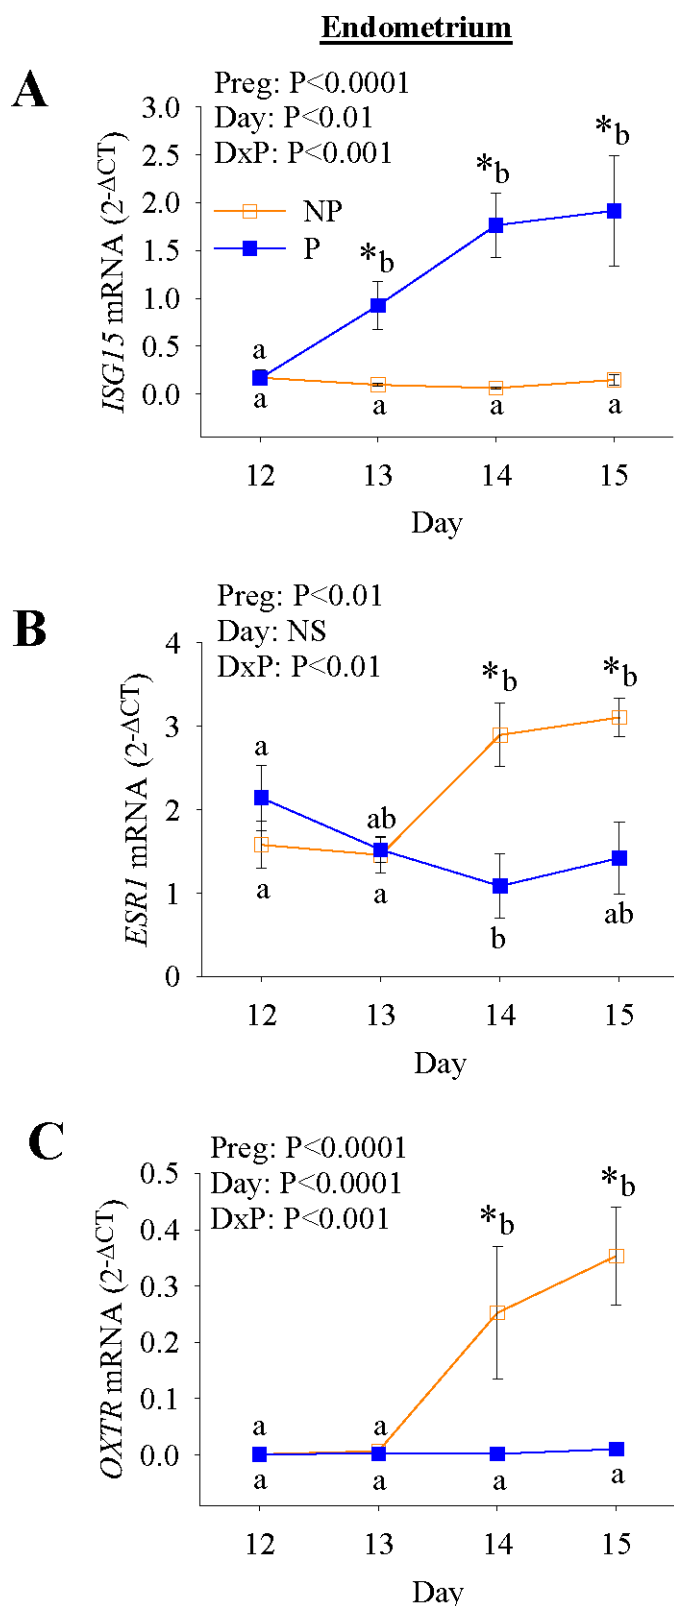 Endometrium
A
Preg: P<0.0001
Day: P<0.01
DxP: P<0.001
NP
P
ISG15 mRNA (2-ΔCT)
3.0
2.5
2.0
1.5
1.0
0.5
0.0
a
*b
*b
*b
a
a
a
a
12 13 14 15
Day
B
Preg: P<0.01
Day: NS
DxP: P<0.01
ESR1 mRNA (2-ΔCT)
4
3
2
1
0
a
ab
*b
*b
a
a
b
ab
12 13 14 15
Day
C
Preg: P<0.0001
Day: P<0.0001
DxP: P<0.001
OXTR mRNA (2-ΔCT)
0.5
0.4
0.3
0.2
0.1
0.0
a
a
*b
*b
a
a
a
a
12 13 14 15
Day